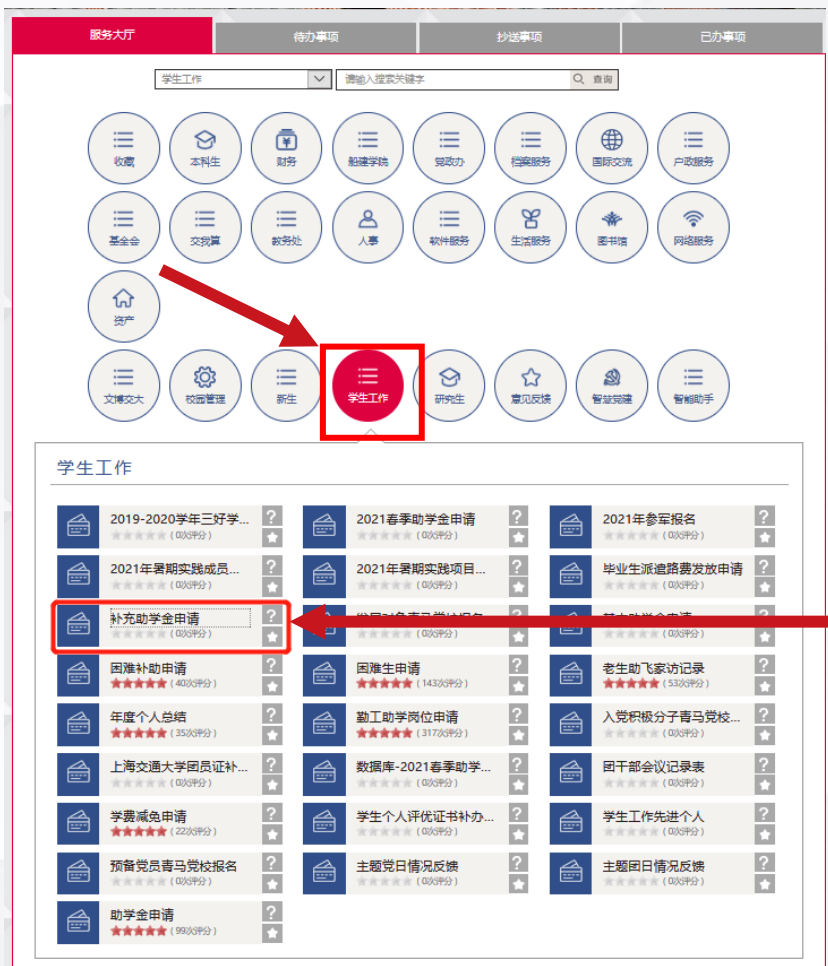 服务大厅 待办事项 抄送事项 已办事项
学生工作 请输入搜索关键字 查询
收藏 本科生 财务 船建学院 党政办 档案服务 国际交流 户政服务
基金会 交我算 教务处 人事 软件服务 生活服务 图书馆 网络服务
资产
文博交大 校园管理 新生 学生工作 研究生 意见反馈 智慧党建 智能助手
学生工作
2019-2020学年三好学... ? 2021春季助学金申请 ? 2021年参军报名 ?
(0次评分) (0次评分) (0次评分)
2021年暑期实践成员... ? 2021年暑期实践项目... ? 毕业生派遣路费发放申请 ?
(0次评分) (0次评分) (0次评分)
补充助学金申请 ?
(0次评分) (0次评分) (0次评分)
困难补助申请 ? 困难生申请 ? 老生助飞家访记录 ?
(40次评分) (143次评分) (53次评分)
年度个人总结 ? 勤工助学岗位申请 ? 入党积极分子青马党校... ?
(35次评分) (317次评分) (0次评分)
上海交通大学团员证补... ? 数据库-2021春季助学... ? 团干部会议记录表 ?
(0次评分) (0次评分) (0次评分)
学费减免申请 ? 学生个人评优证书补办... ? 学生工作先进个人 ?
(22次评分) (0次评分) (0次评分)
预备党员青马党校报名 ? 主题党日情况反馈 ? 主题团日情况反馈 ?
(0次评分) (0次评分) (0次评分)
助学金申请 ?
(99次评分)